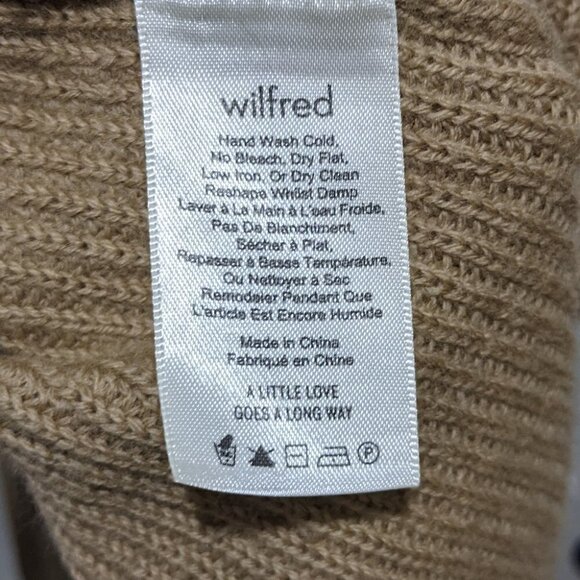 wilfred
Hand Wash Cold,
No Bleach, Dry Flat,
Low Iron, Or Dry Clean
Reshape Whilst Damp
Laver à La Main à L'eau Froide,
Pas De Blanchiment,
Sécher à Plat,
Repasser à Basse Température,
Ou Nettoyer à Sec
Remodeler Pendant Que
L'article Est Encore Humide
Made in China
Fabriqué en Chine
A LITTLE LOVE
GOES A LONG WAY
P